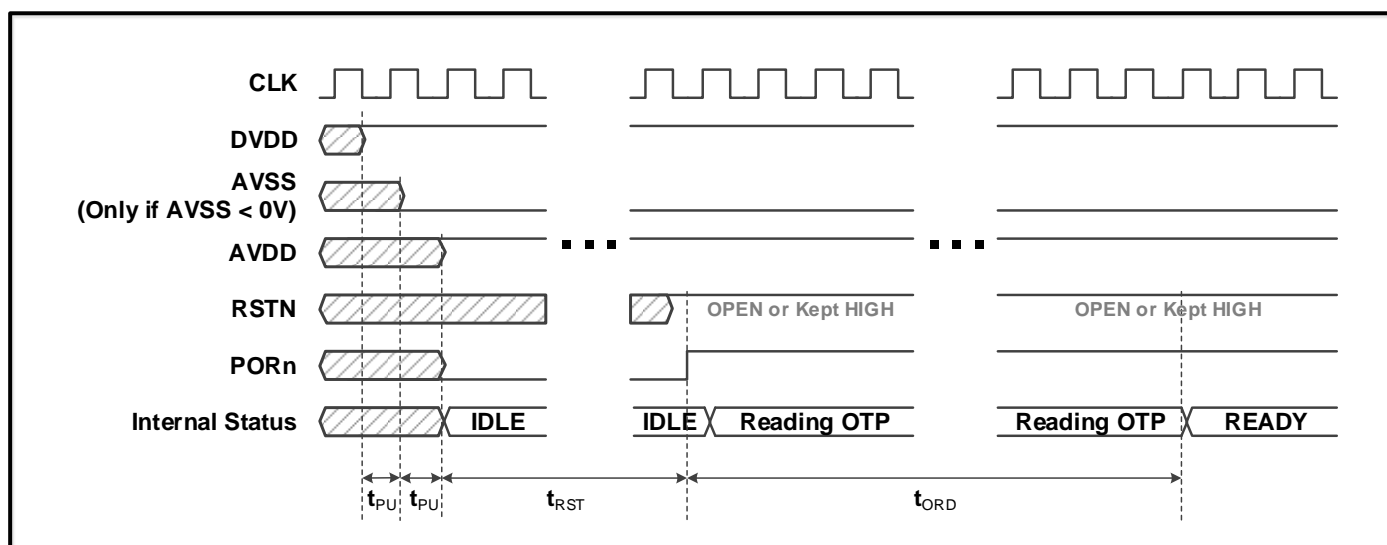 CLK
DVDD
AVSS
(Only if AVSS < 0V)
AVDD
RSTN OPEN or Kept HIGH OPEN or Kept HIGH
PORn
Internal Status IDLE IDLE Reading OTP Reading OTP READY
tPU tPU tRST tORD